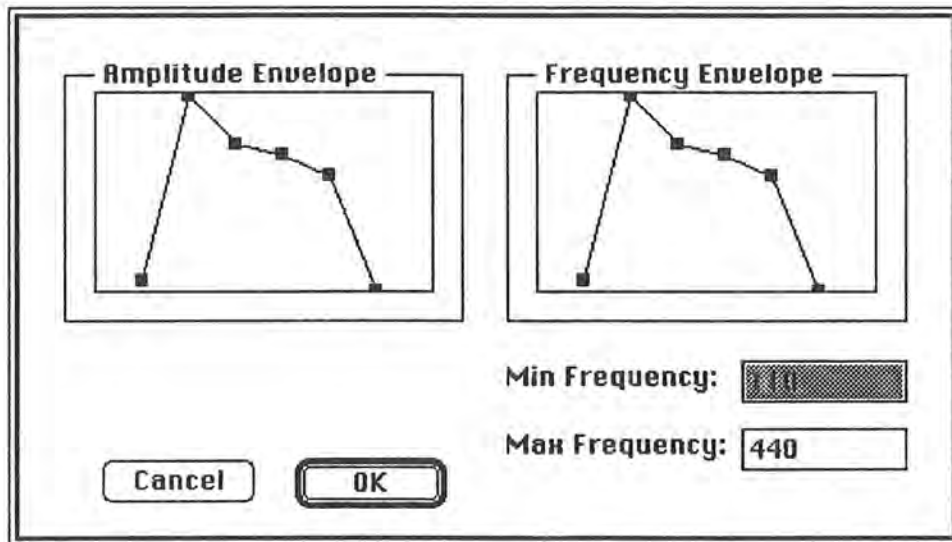 Amplitude Envelope
Frequency Envelope
Min Frequency: 110
Max Frequency: 440
Cancel
OK